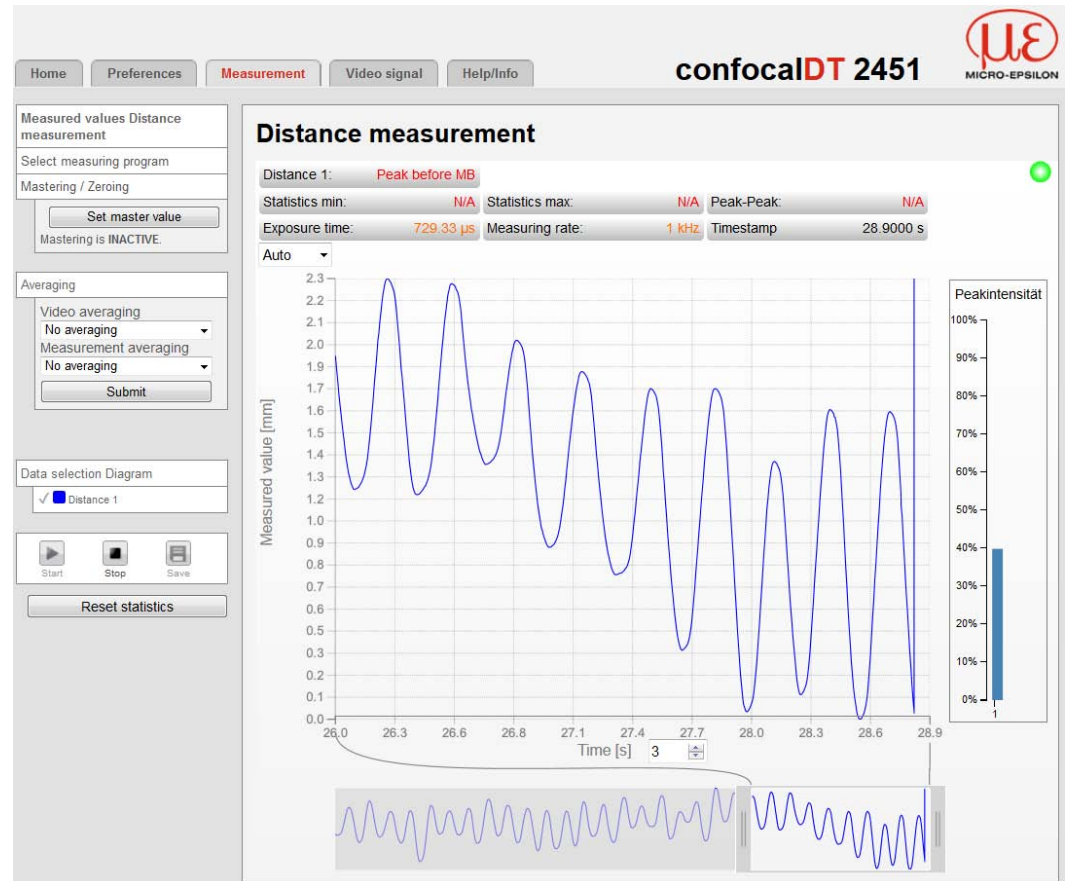 Home
Preferences
Measurement
Video signal
Help/Info
confocalDT 2451
με
MICRO-EPSILON
Measured values Distance
measurement
Select measuring program
Mastering / Zeroing
Set master value
Mastering is INACTIVE.
Averaging
Video averaging
No averaging
Measurement averaging
No averaging
Submit
Data selection Diagram
Distance 1
Start
Stop
Save
Reset statistics
Distance measurement
Distance 1: Peak before MB
Statistics min: N/A
Statistics max: N/A
Peak-Peak: N/A
Exposure time: 729.33 µs
Measuring rate: 1 kHz
Timestamp 28.9000 s
Auto
Measured value [mm]
2.3
2.2
2.1
2.0
1.9
1.7
1.6
1.5
1.4
1.3
1.2
1.0
0.9
0.8
0.7
0.6
0.5
0.3
0.2
0.1
0.0
26.0 26.3 26.6 26.8 27.1 27.4 27.7 28.0 28.3 28.6 28.9
Time [s] 3
Peakintensität
100%
90%
80%
70%
60%
50%
40%
30%
20%
10%
0%
1